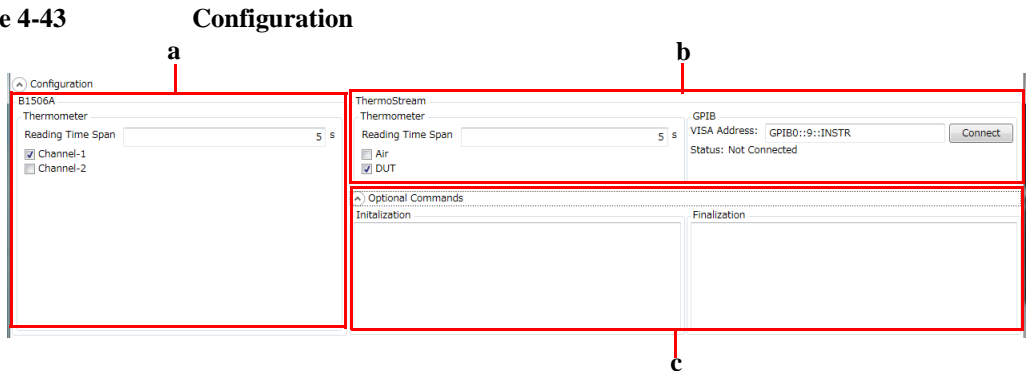 e 4-43 Configuration
a
b
Configuration
B1506A
Thermometer
Reading Time Span 5 s
Channel-1
Channel-2
ThermoStream
Thermometer
Reading Time Span 5 s
Air
DUT
GPIB
VISA Address: GPIB0::9::INSTR Connect
Status: Not Connected
Optional Commands
Initalization
Finalization
c